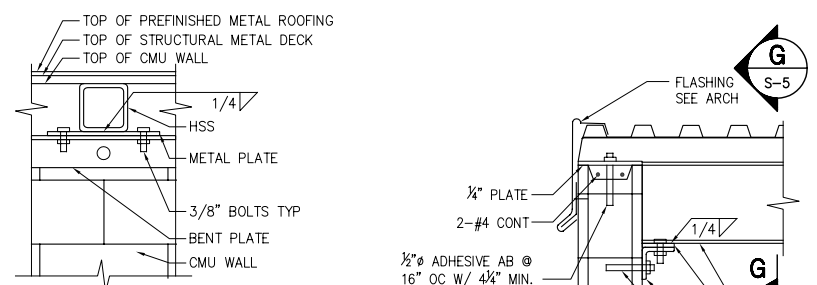 TOP OF PREFINISHED METAL ROOFING
TOP OF STRUCTURAL METAL DECK
TOP OF CMU WALL
1/4
HSS
METAL PLATE
3/8" BOLTS TYP
BENT PLATE
CMU WALL
G
S-5
FLASHING
SEE ARCH
¼" PLATE
2-#4 CONT
1/4
½"ø ADHESIVE AB @
16" OC W/ 4¼" MIN.
G